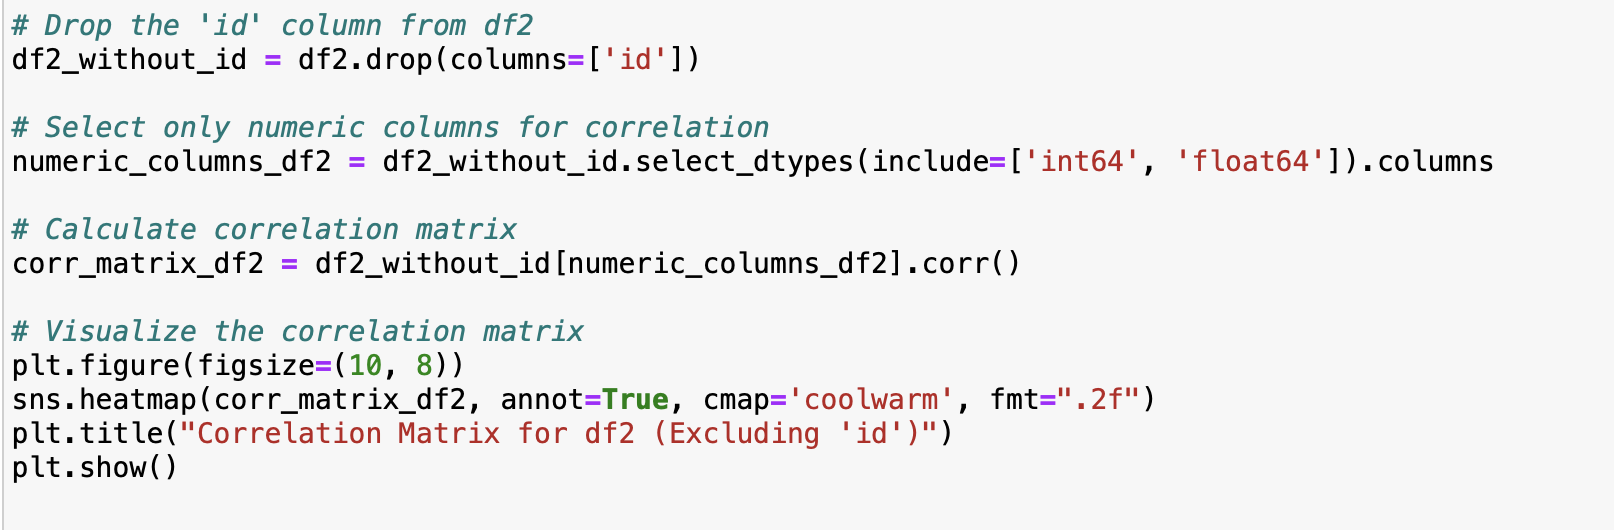 # Drop the 'id' column from df2
df2_without_id = df2.drop(columns=['id'])
# Select only numeric columns for correlation
numeric_columns_df2 = df2_without_id.select_dtypes(include=['int64', 'float64']).columns
# Calculate correlation matrix
corr_matrix_df2 = df2_without_id[numeric_columns_df2].corr()
# Visualize the correlation matrix
plt.figure(figsize=(10, 8))
sns.heatmap(corr_matrix_df2, annot=True, cmap='coolwarm', fmt=".2f")
plt.title("Correlation Matrix for df2 (Excluding 'id')")
plt.show()